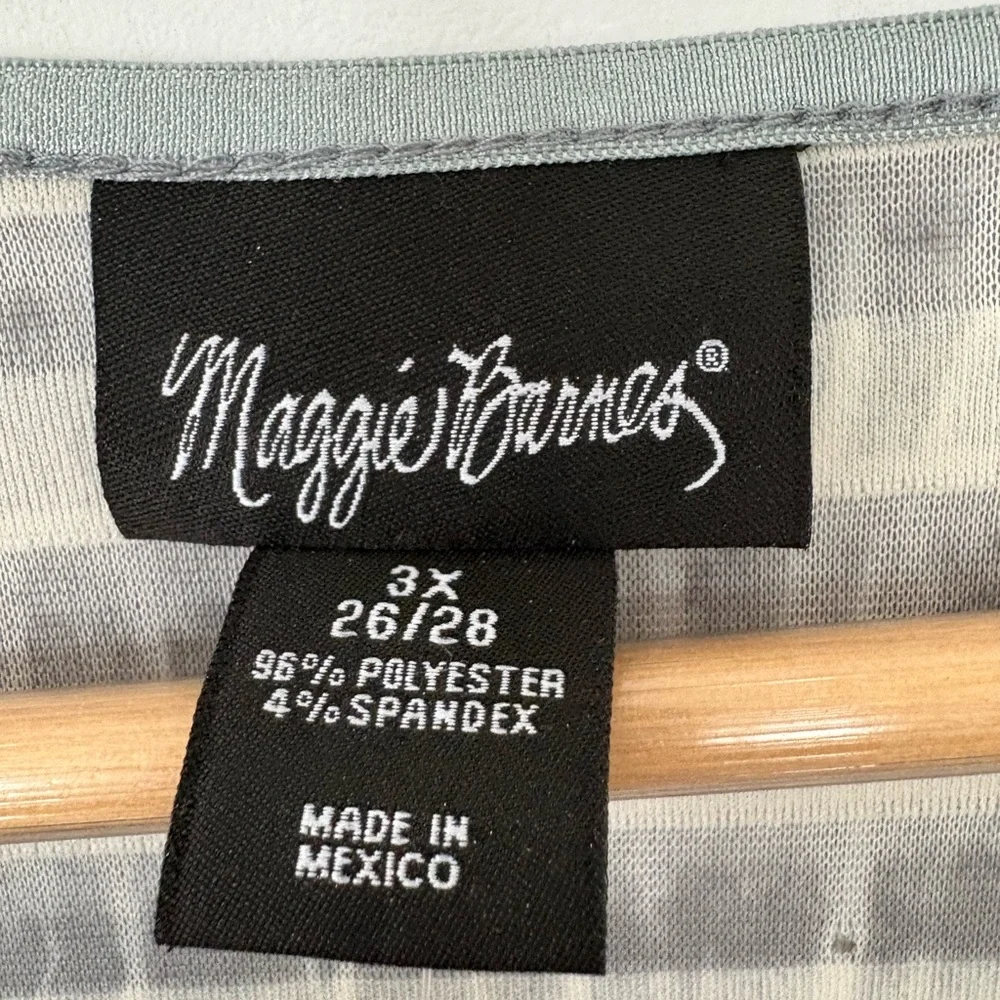 Maggie Barnes®
3X
26/28
96% POLYESTER
4% SPANDEX
MADE IN
MEXICO